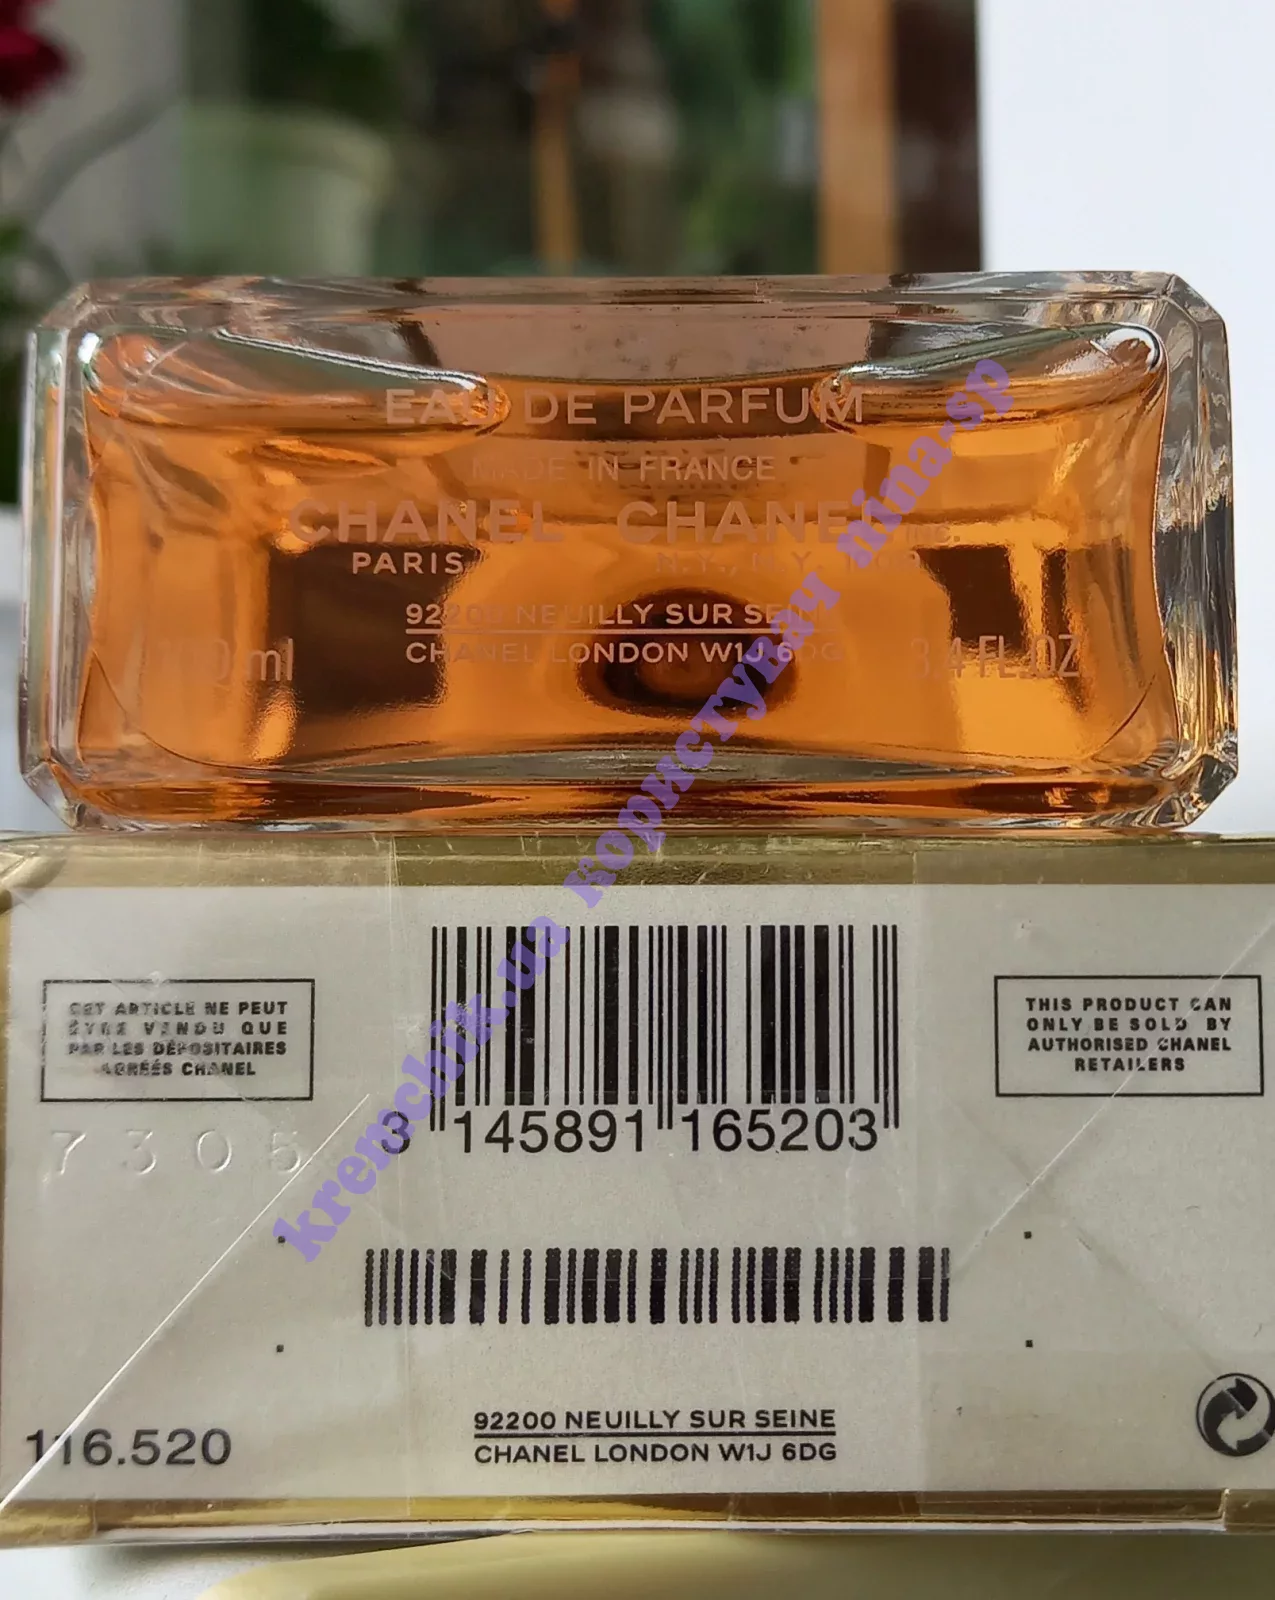 EAU DE PARFUM
MADE IN FRANCE
CHANEL CHANEL INC.
PARIS N.Y., N.Y.
92200 NEUILLY SUR SEINE
CHANEL LONDON W1J 6DG
100 ml
3.4 FL.OZ.
kremchik.ua користувач nina-sp
CET ARTICLE NE PEUT
ÊTRE VENDU QUE
PAR LES DÉPOSITAIRES
AGRÉÉS CHANEL
THIS PRODUCT CAN
ONLY BE SOLD BY
AUTHORISED CHANEL
RETAILERS
3 145891 165203
7305
116.520
92200 NEUILLY SUR SEINE
CHANEL LONDON W1J 6DG